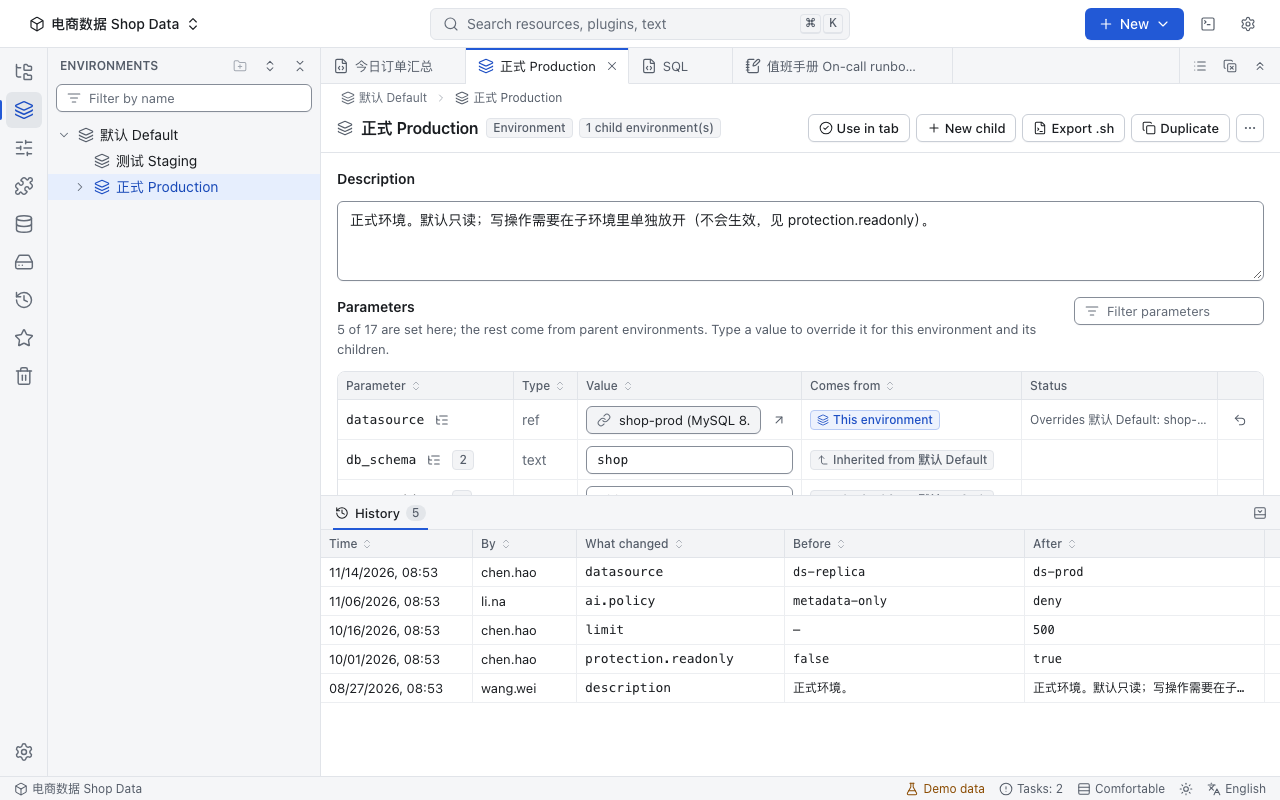 电商数据 Shop Data
Search resources, plugins, text
⌘ K
New
ENVIRONMENTS
Filter by name
默认 Default
测试 Staging
正式 Production
今日订单汇总
正式 Production
SQL
值班手册 On-call runbo...
默认 Default
正式 Production
正式 Production
Environment
1 child environment(s)
Use in tab
New child
Export .sh
Duplicate
Description
正式环境。默认只读；写操作需要在子环境里单独放开（不会生效，见 protection.readonly）。
Parameters
5 of 17 are set here; the rest come from parent environments. Type a value to override it for this environment and its
children.
Filter parameters
Parameter Type Value Comes from Status
datasource ref shop-prod (MySQL 8. This environment Overrides 默认 Default: shop-...
db_schema 2 text shop Inherited from 默认 Default
History 5
Time By What changed Before After
11/14/2026, 08:53 chen.hao datasource ds-replica ds-prod
11/06/2026, 08:53 li.na ai.policy metadata-only deny
10/16/2026, 08:53 chen.hao limit — 500
10/01/2026, 08:53 chen.hao protection.readonly false true
08/27/2026, 08:53 wang.wei description 正式环境。 正式环境。默认只读；写操作需要在子...
电商数据 Shop Data
Demo data
Tasks: 2
Comfortable
English